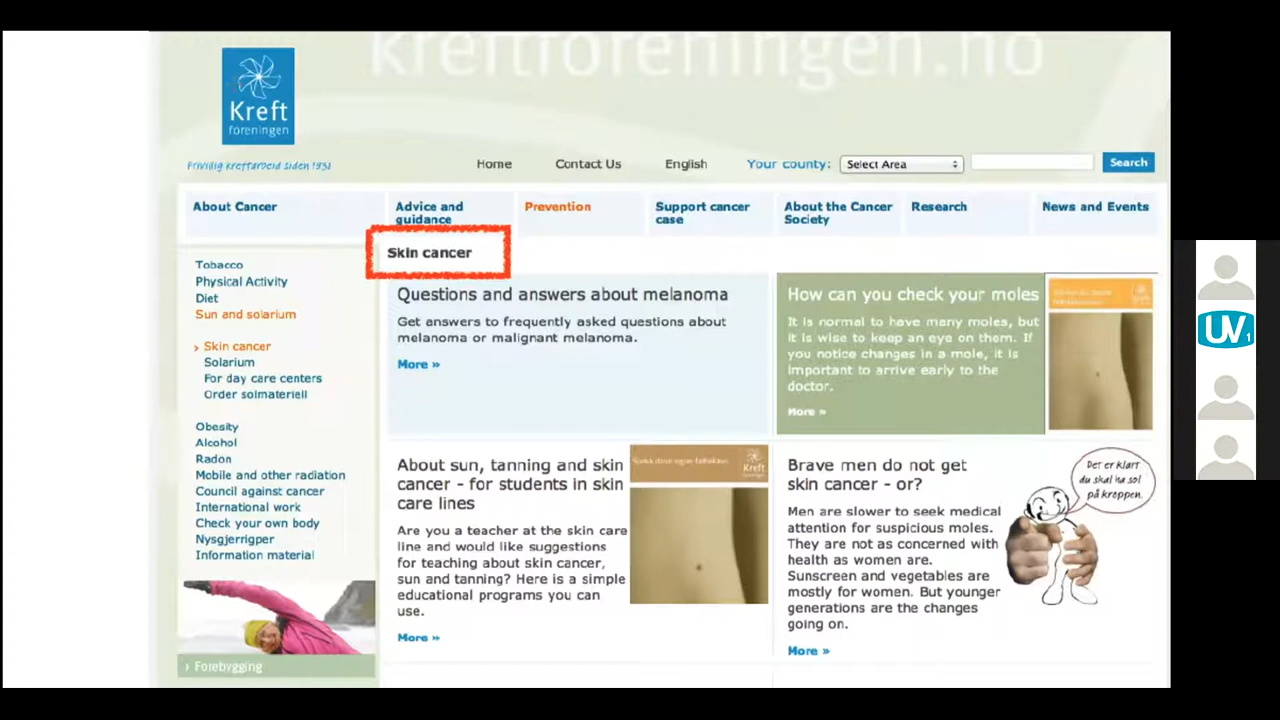 kreftforeningen.no
Kreft
foreningen
Privillig kreftarbeid siden 1931
Home
Contact Us
English
Your county:
Select Area
Search
About Cancer
Advice and
guidance
Prevention
Support cancer
case
About the Cancer
Society
Research
News and Events
Skin cancer
Tobacco
Physical Activity
Diet
Sun and solarium
› Skin cancer
Solarium
For day care centers
Order solmateriell
Obesity
Alcohol
Radon
Mobile and other radiation
Council against cancer
International work
Check your own body
Nysgjerrigper
Information material
› Forebygging
Questions and answers about melanoma
Get answers to frequently asked questions about
melanoma or malignant melanoma.
More »
How can you check your moles
It is normal to have many moles, but
it is wise to keep an eye on them. If
you notice changes in a mole, it is
important to arrive early to the
doctor.
More »
About sun, tanning and skin
cancer - for students in skin
care lines
Are you a teacher at the skin care
line and would like suggestions
for teaching about skin cancer,
sun and tanning? Here is a simple
educational programs you can
use.
More »
Kreft
foreningen
Brave men do not get
skin cancer - or?
Men are slower to seek medical
attention for suspicious moles.
They are not as concerned with
health as women are.
Sunscreen and vegetables are
mostly for women. But younger
generations are the changes
going on.
More »
Det er klart
du skal ha sol
på kroppen.
UV1